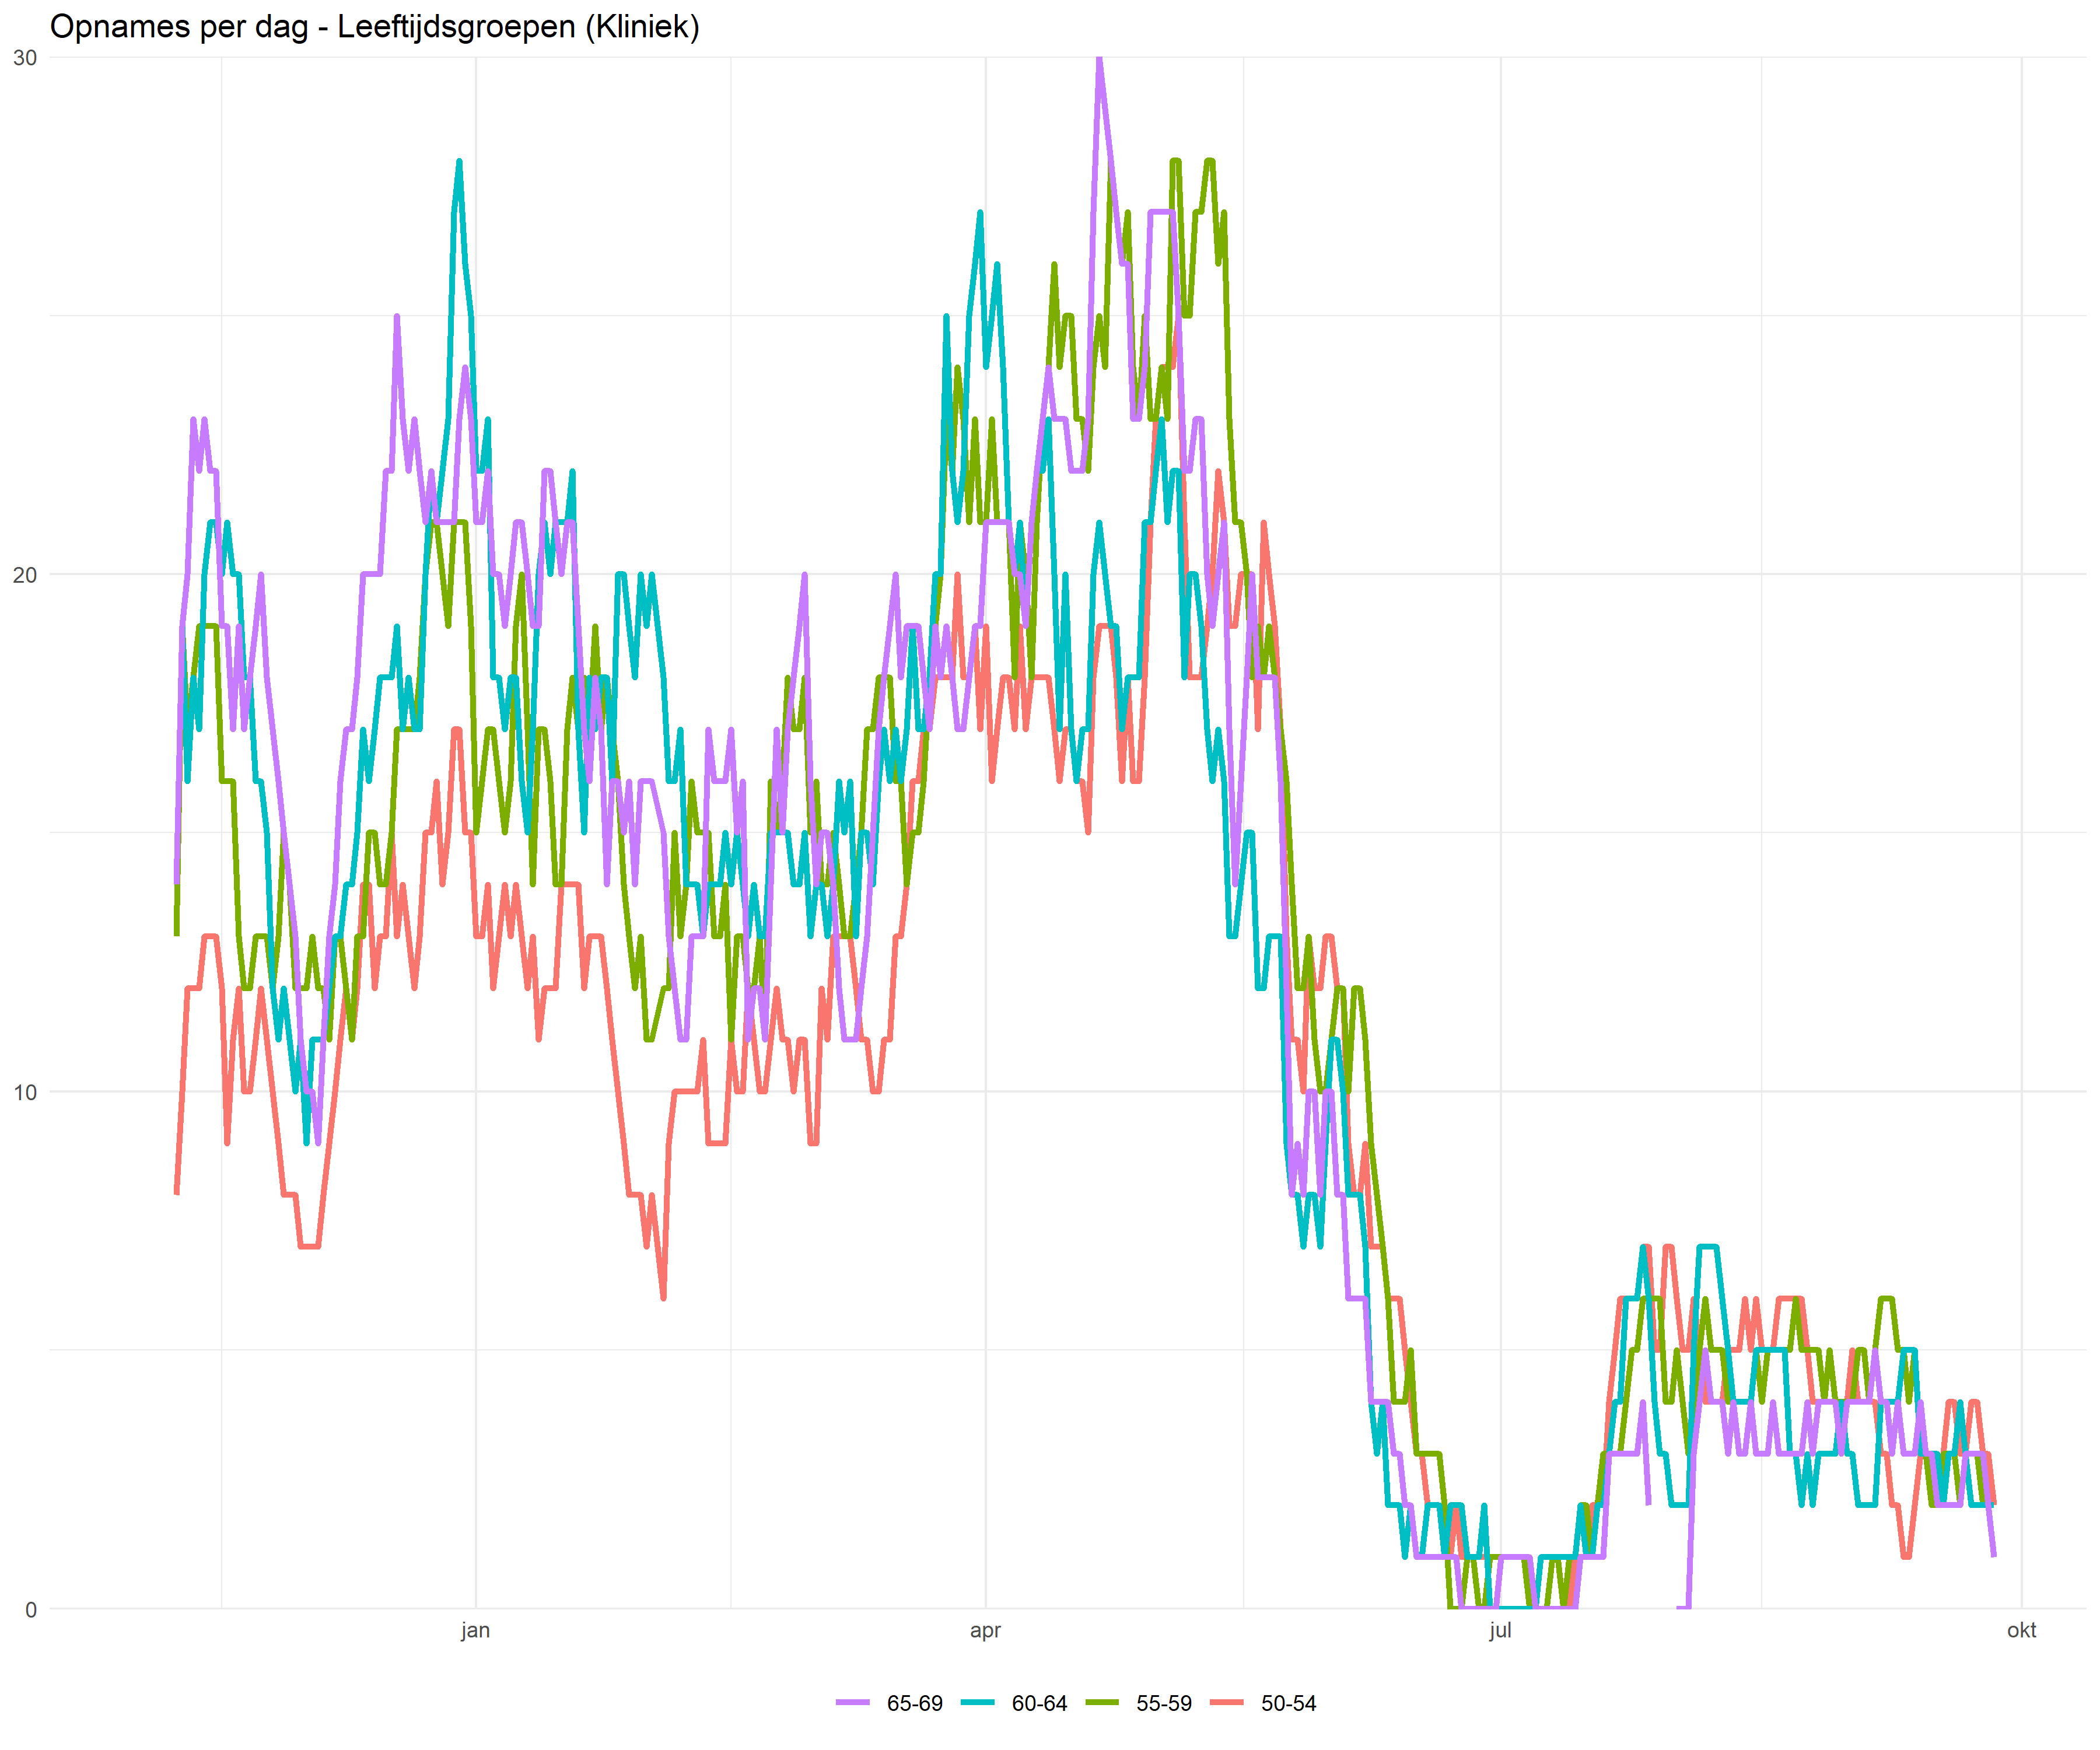 Opnames per dag - Leeftijdsgroepen (Kliniek)
30
20
10
0
jan apr jul okt
65-69 60-64 55-59 50-54